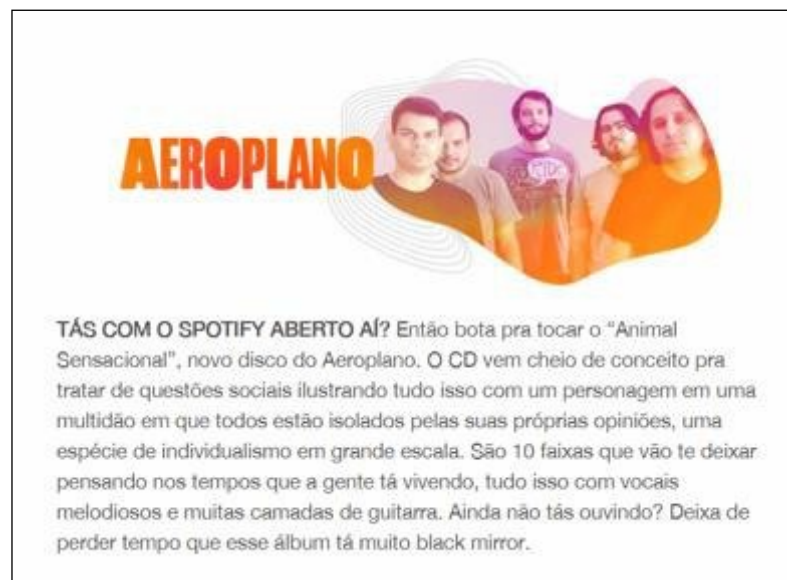 AEROPLANO
TÁS COM O SPOTIFY ABERTO AÍ? Então bota pra tocar o “Animal
Sensacional”, novo disco do Aeroplano. O CD vem cheio de conceito pra
tratar de questões sociais ilustrando tudo isso com um personagem em uma
multidão em que todos estão isolados pelas suas próprias opiniões, uma
espécie de individualismo em grande escala. São 10 faixas que vão te deixar
pensando nos tempos que a gente tá vivendo, tudo isso com vocais
melodiosos e muitas camadas de guitarra. Ainda não tás ouvindo? Deixa de
perder tempo que esse álbum tá muito black mirror.